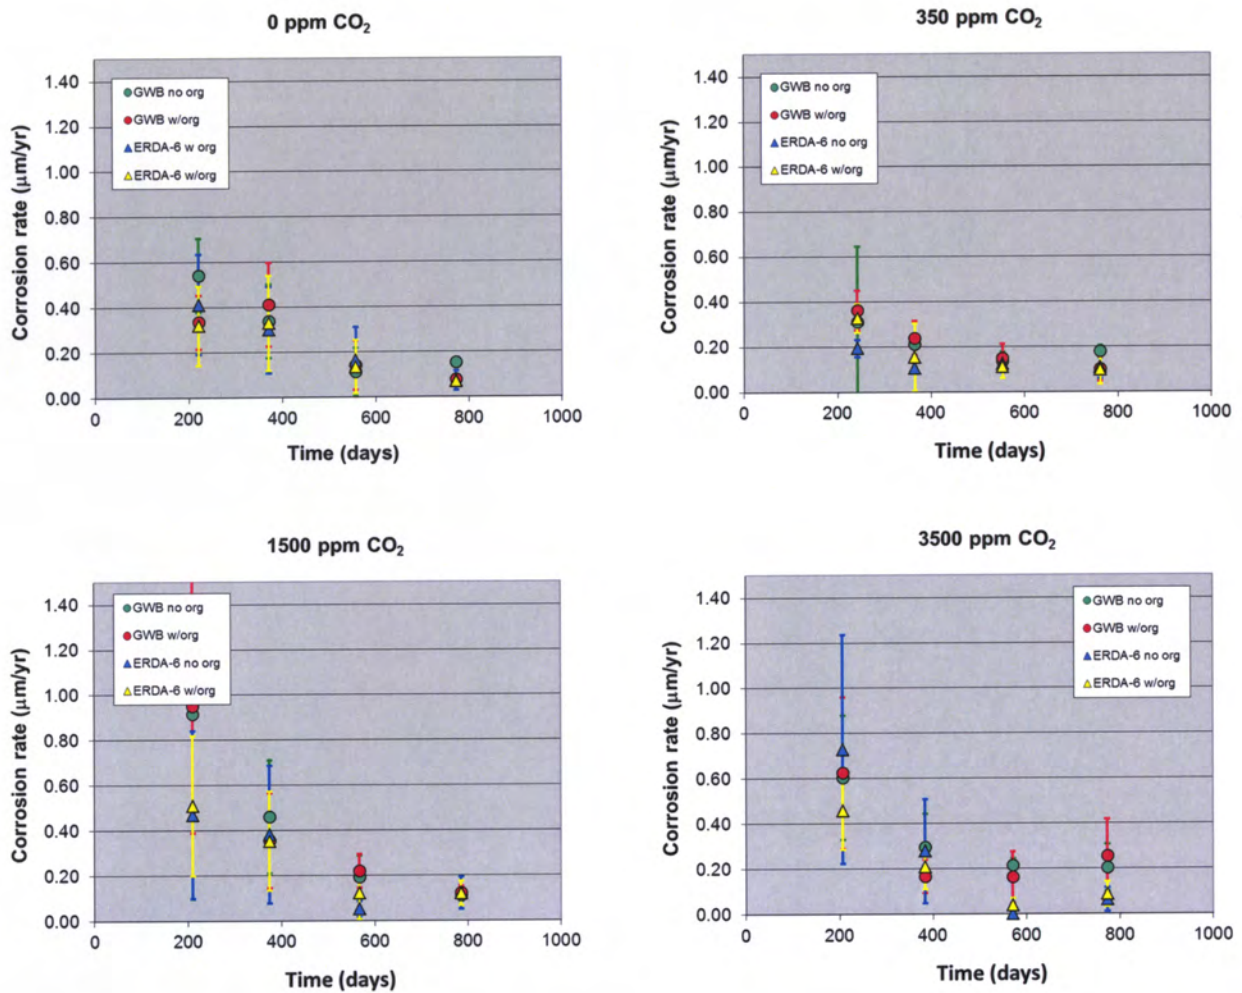 0 ppm CO₂
1.40
1.20
1.00
0.80
0.60
0.40
0.20
0.00
0
200
400
600
800
1000
Corrosion rate (µm/yr)
Time (days)
GWB no org
GWB w/org
ERDA-6 w org
ERDA-6 w/org
350 ppm CO₂
1.40
1.20
1.00
0.80
0.60
0.40
0.20
0.00
0
200
400
600
800
1000
Corrosion rate (µm/yr)
Time (days)
GWB no org
GWB w/org
ERDA-6 no org
ERDA-6 w/org
1500 ppm CO₂
1.40
1.20
1.00
0.80
0.60
0.40
0.20
0.00
0
200
400
600
800
1000
Corrosion rate (µm/yr)
Time (days)
GWB no org
GWB w/org
ERDA-6 no org
ERDA-6 w/org
3500 ppm CO₂
1.40
1.20
1.00
0.80
0.60
0.40
0.20
0.00
0
200
400
600
800
1000
Corrosion rate (µm/yr)
Time (days)
GWB no org
GWB w/org
ERDA-6 no org
ERDA-6 w/org